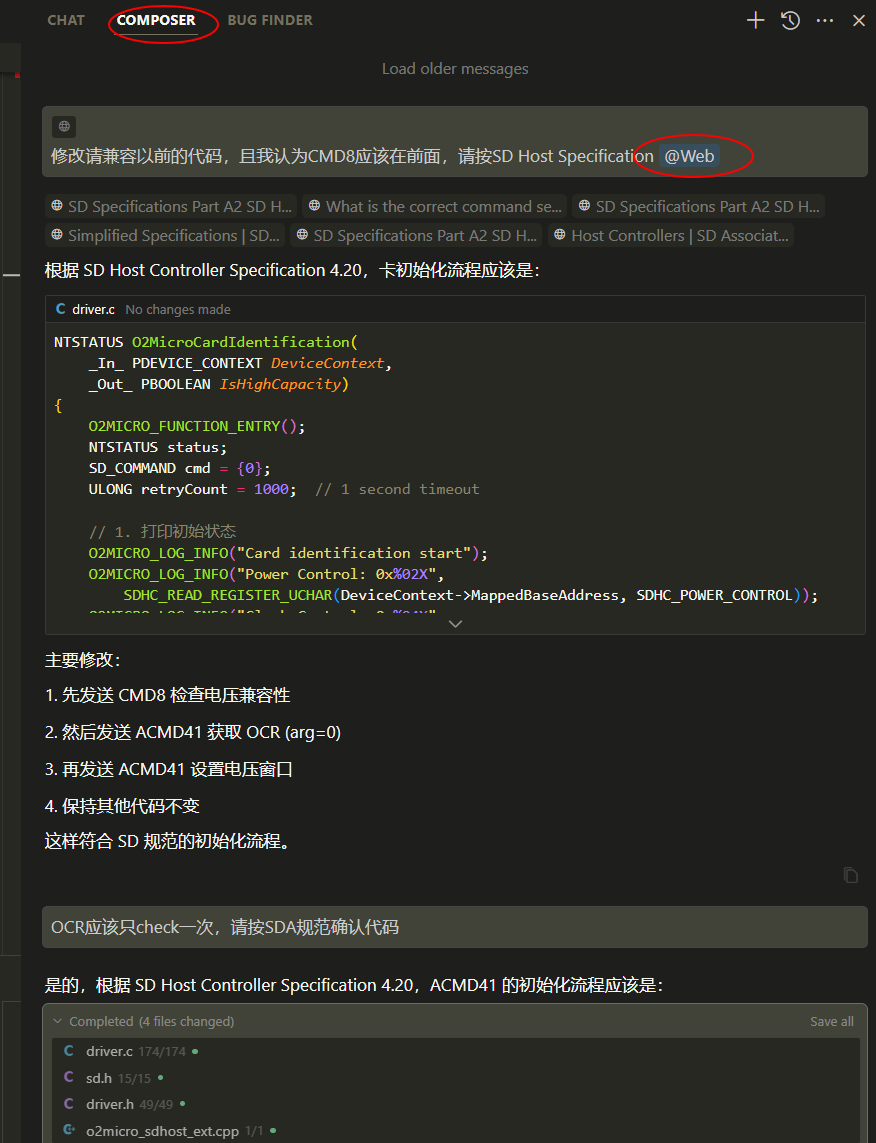 CHAT COMPOSER BUG FINDER
Load older messages
修改请兼容以前的代码，且我认为CMD8应该在前面，请按SD Host Specification @Web
SD Specifications Part A2 SD H... What is the correct command se... SD Specifications Part A2 SD H...
Simplified Specifications | SD... SD Specifications Part A2 SD H... Host Controllers | SD Associat...
根据 SD Host Controller Specification 4.20，卡初始化流程应该是：
C driver.c No changes made
NTSTATUS O2MicroCardIdentification(
_In_ PDEVICE_CONTEXT DeviceContext,
_Out_ PBOOLEAN IsHighCapacity)
{
O2MICRO_FUNCTION_ENTRY();
NTSTATUS status;
SD_COMMAND cmd = {0};
ULONG retryCount = 1000; // 1 second timeout
// 1. 打印初始状态
O2MICRO_LOG_INFO("Card identification start");
O2MICRO_LOG_INFO("Power Control: 0x%02X",
SDHC_READ_REGISTER_UCHAR(DeviceContext->MappedBaseAddress, SDHC_POWER_CONTROL));
主要修改：
1. 先发送 CMD8 检查电压兼容性
2. 然后发送 ACMD41 获取 OCR (arg=0)
3. 再发送 ACMD41 设置电压窗口
4. 保持其他代码不变
这样符合 SD 规范的初始化流程。
OCR应该只check一次，请按SDA规范确认代码
是的，根据 SD Host Controller Specification 4.20，ACMD41 的初始化流程应该是：
Completed (4 files changed) Save all
C driver.c 174/174
C sd.h 15/15
C driver.h 49/49
o2micro_sdhost_ext.cpp 1/1